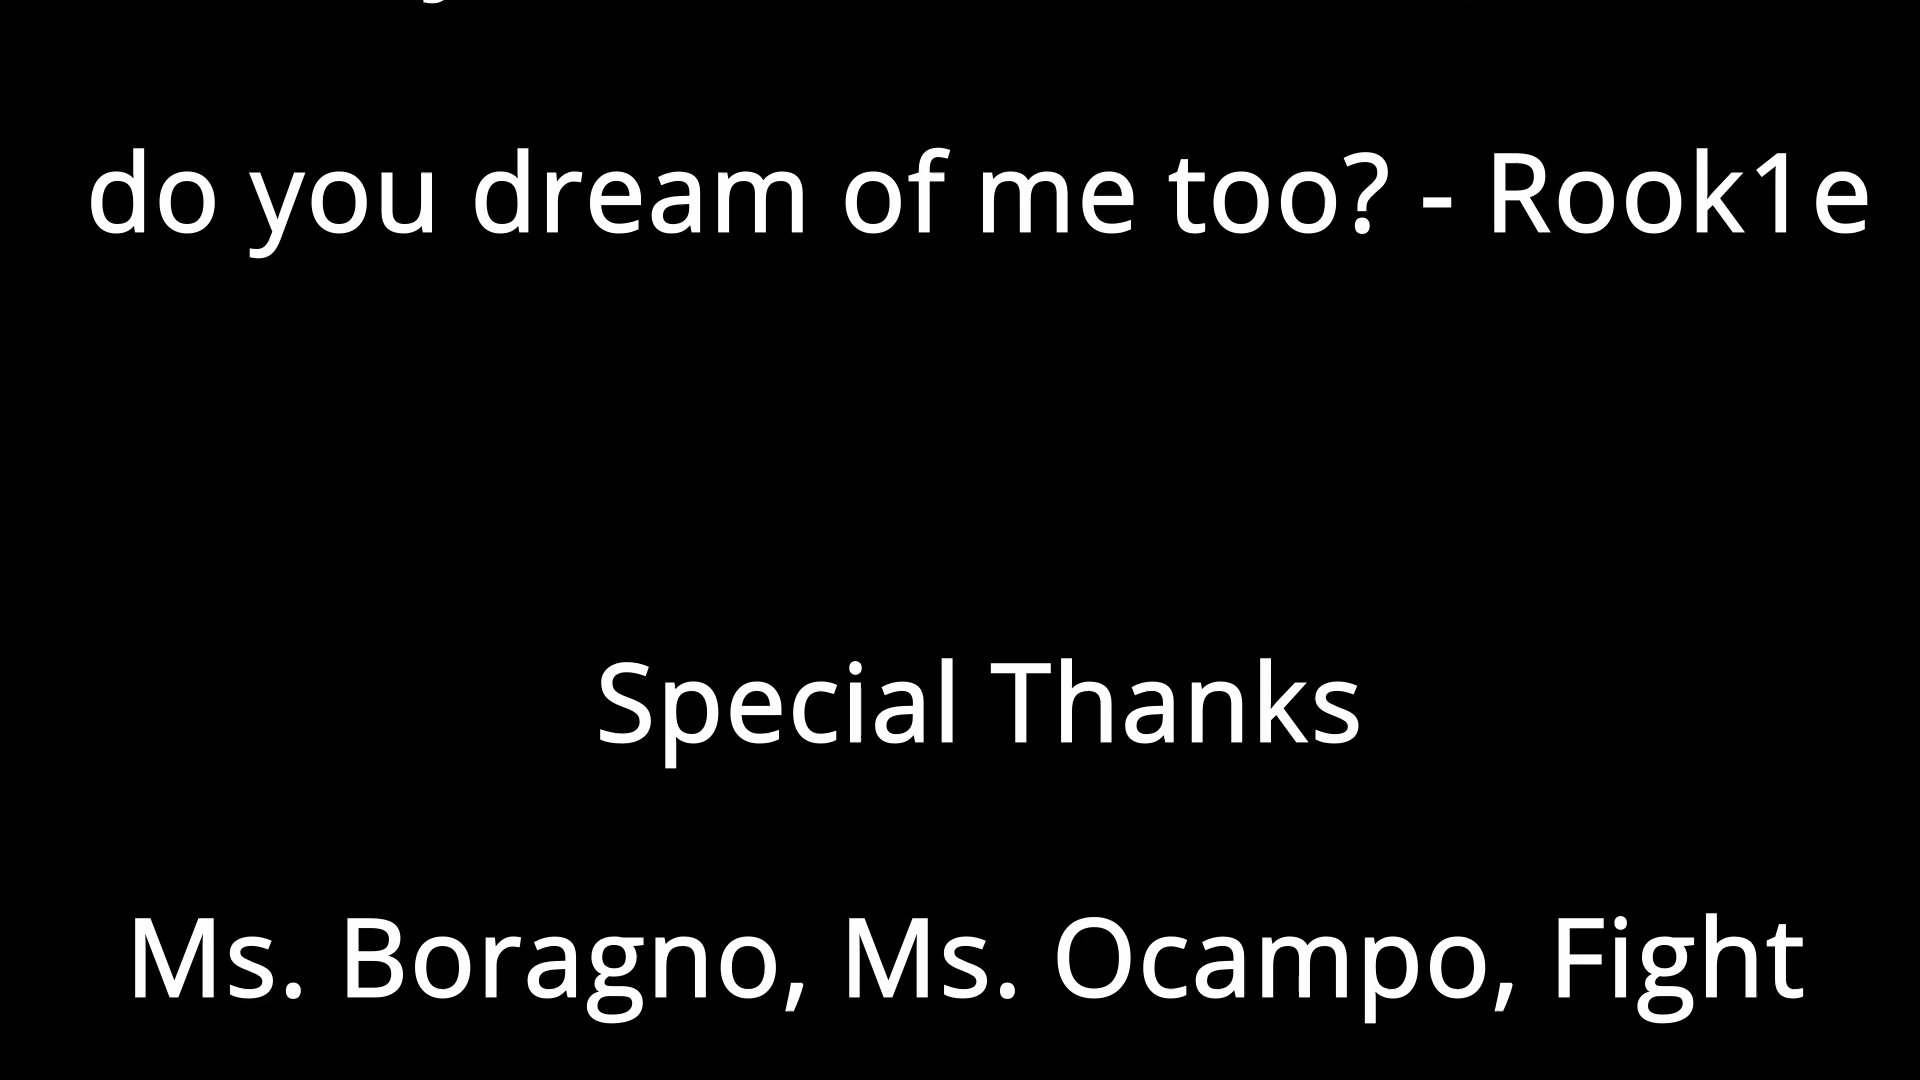 do you dream of me too? - Rook1e
Special Thanks
Ms. Boragno, Ms. Ocampo, Fight